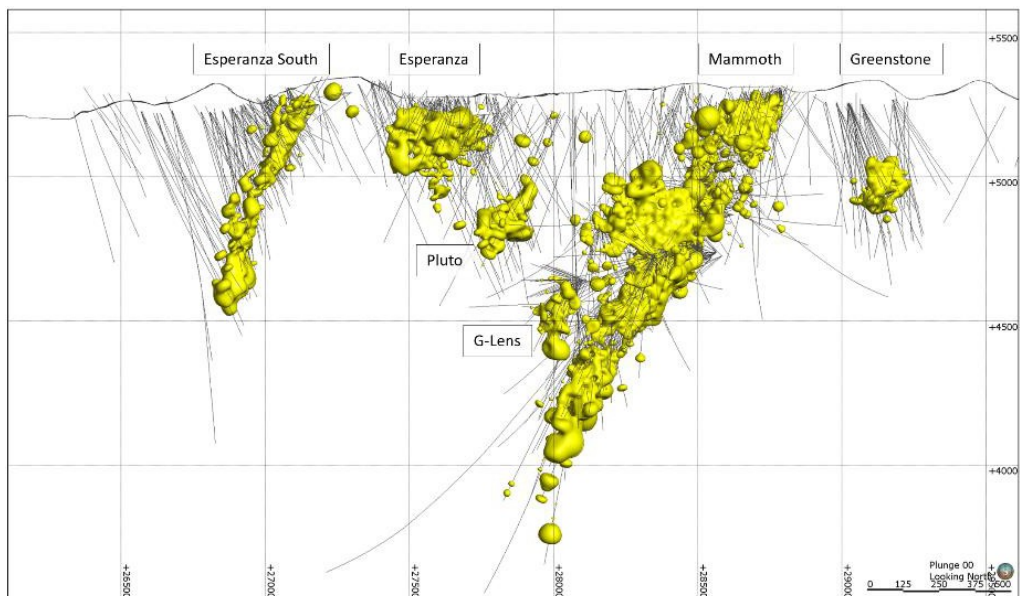 Esperanza South
Esperanza
Mammoth
Greenstone
+5500
+5000
Pluto
+4500
G-Lens
+4000
+26500
+27000
+27500
+28000
+28500
+29000
Plunge 00
Looking North
0 125 250 375